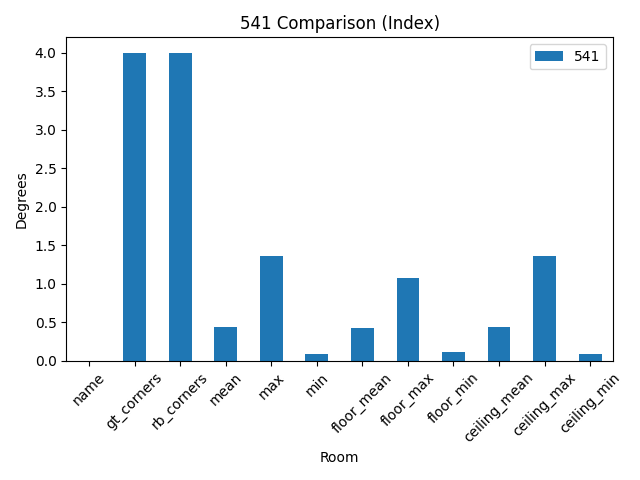 541 Comparison (Index)
541
Degrees
4.0
3.5
3.0
2.5
2.0
1.5
1.0
0.5
0.0
name
gt_corners
rb_corners
mean
max
min
floor_mean
floor_max
floor_min
ceiling_mean
ceiling_max
ceiling_min
Room